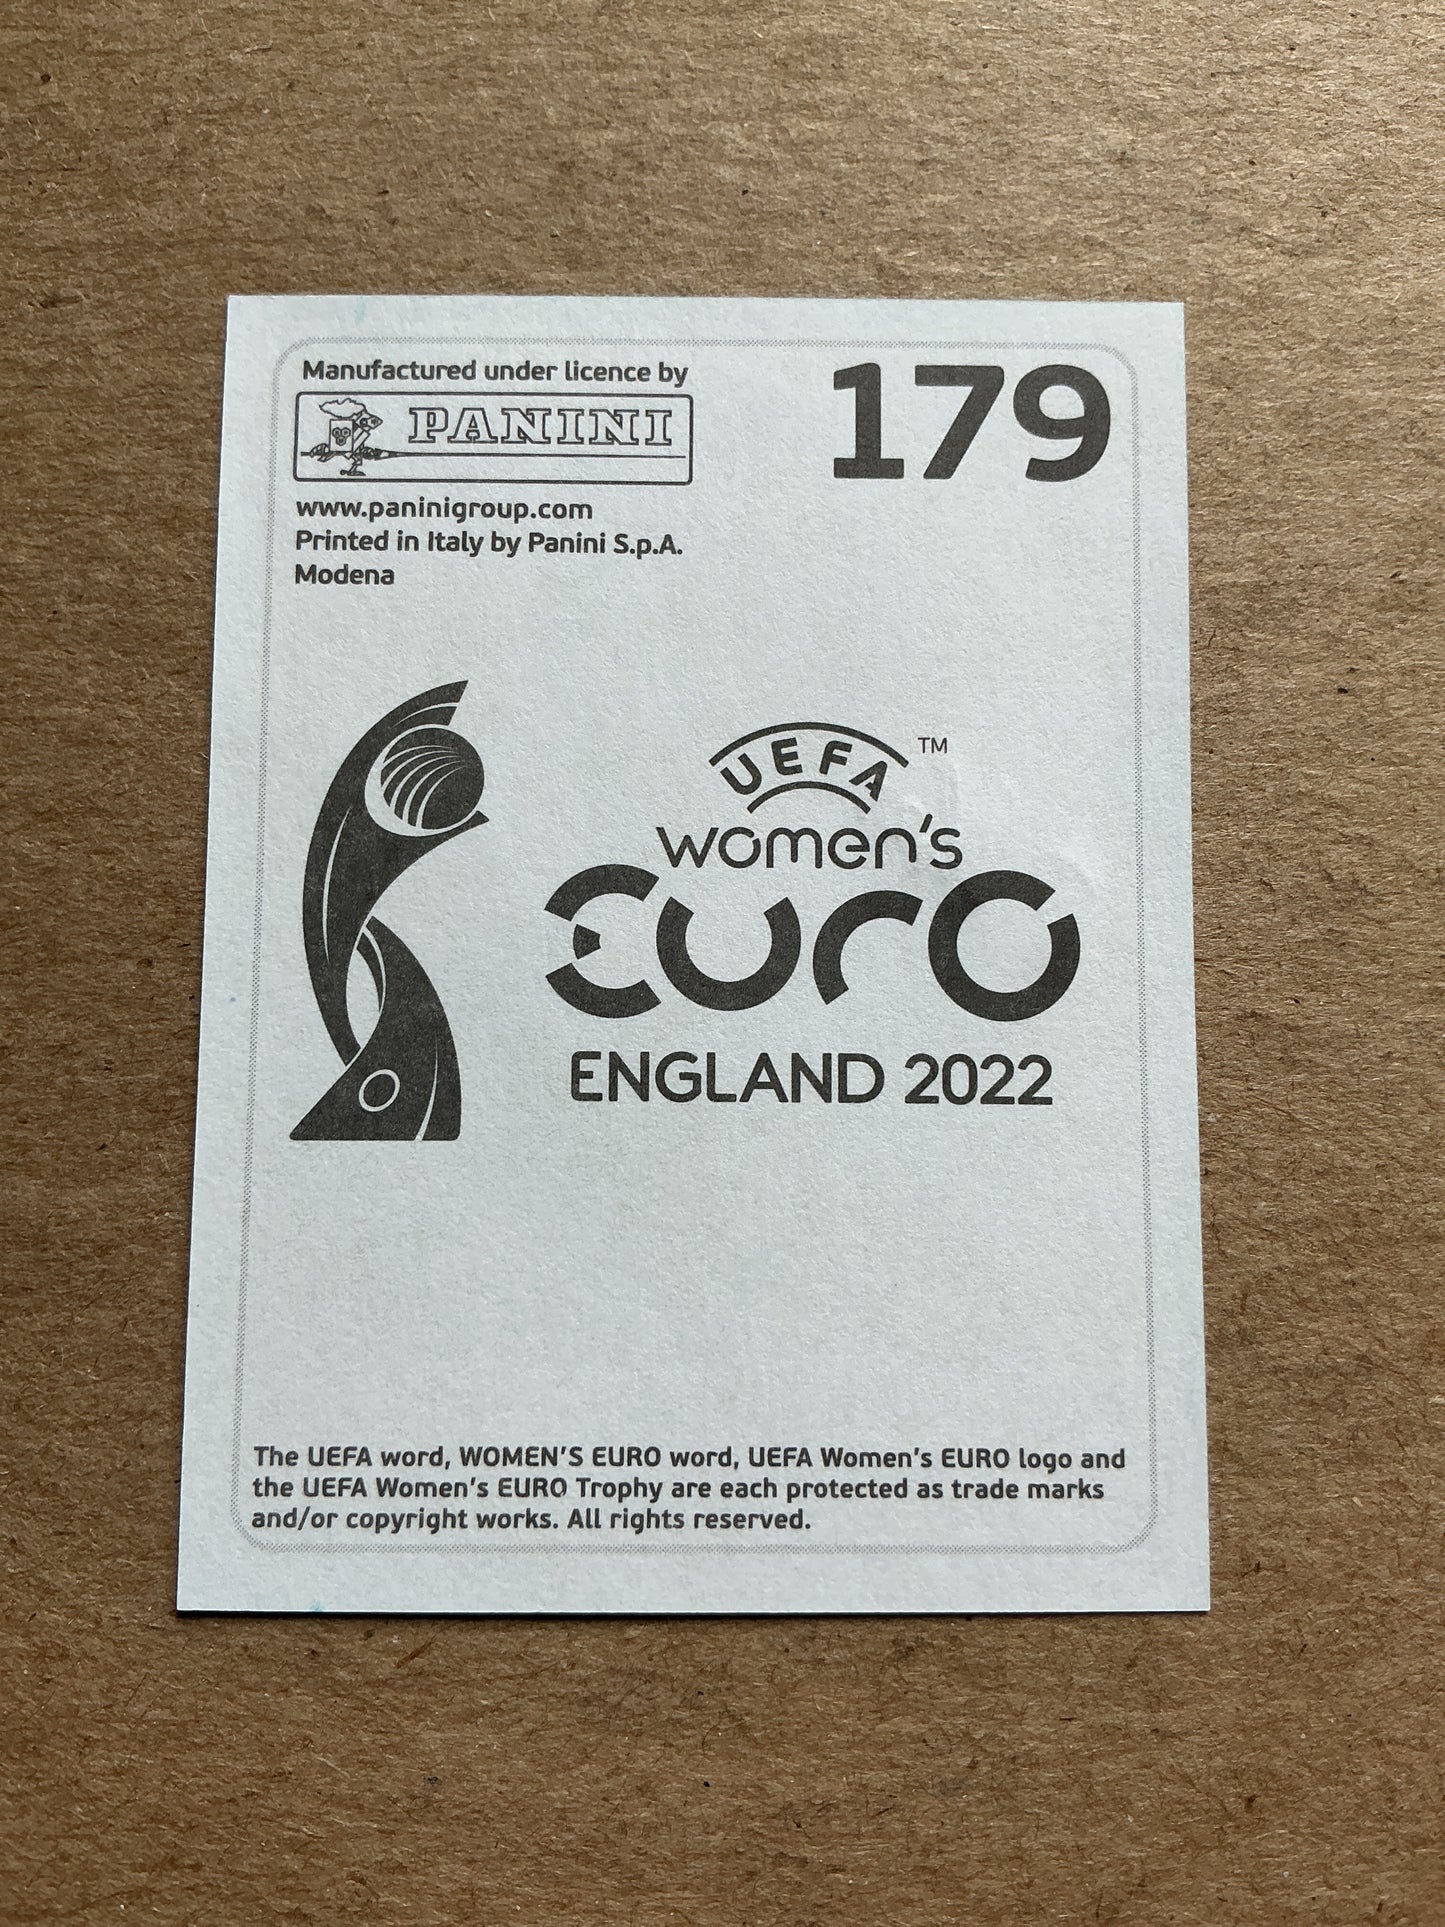 Manufactured under licence by
PANINI
179
www.paninigroup.com
Printed in Italy by Panini S.p.A.
Modena
UEFA TM
women's
EURO
ENGLAND 2022
The UEFA word, WOMEN'S EURO word, UEFA Women's EURO logo and
the UEFA Women's EURO Trophy are each protected as trade marks
and/or copyright works. All rights reserved.